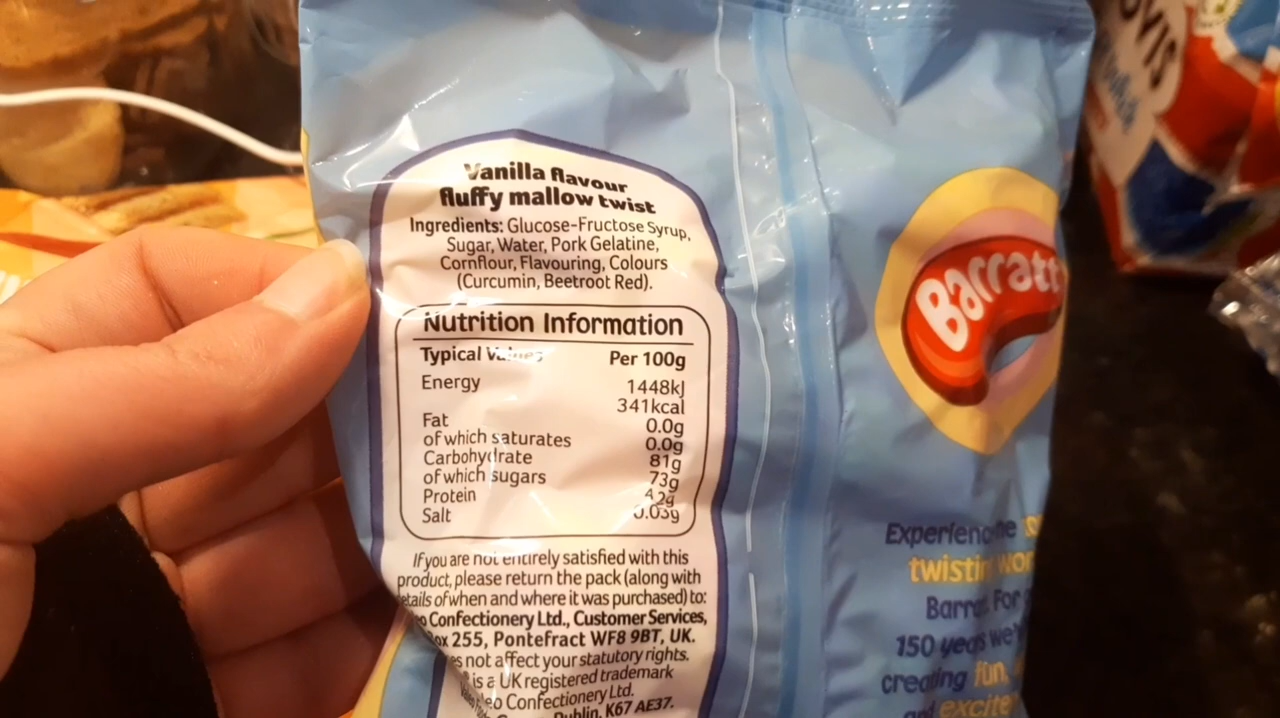 Vanilla flavour
fluffy mallow twist
Ingredients: Glucose-Fructose Syrup,
Sugar, Water, Pork Gelatine,
Cornflour, Flavouring, Colours
(Curcumin, Beetroot Red).
Nutrition Information
Typical Values Per 100g
Energy 1448kJ
341kcal
Fat 0.0g
of which saturates 0.0g
Carbohydrate 81g
of which sugars 73g
Protein 4.2g
Salt 0.03g
If you are not entirely satisfied with this
product, please return the pack (along with
details of when and where it was purchased) to:
Confectionery Ltd., Customer Services,
Box 255, Pontefract WF8 9BT, UK.
not affect your statutory rights.
is a UK registered trademark
Confectionery Ltd.
Dublin, K67 AE37.
Barratt
Experience the
twistin
Barratt. For
150 years we
creating fun,
and excite
OVIS